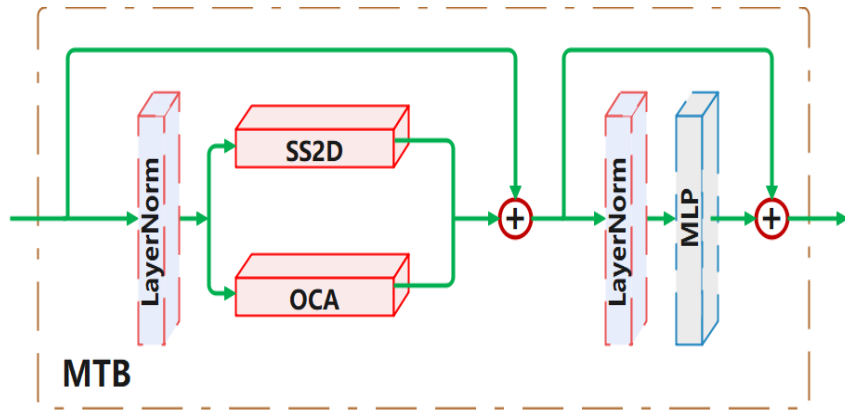 LayerNorm
SS2D
OCA
+
LayerNorm
MLP
+
MTB